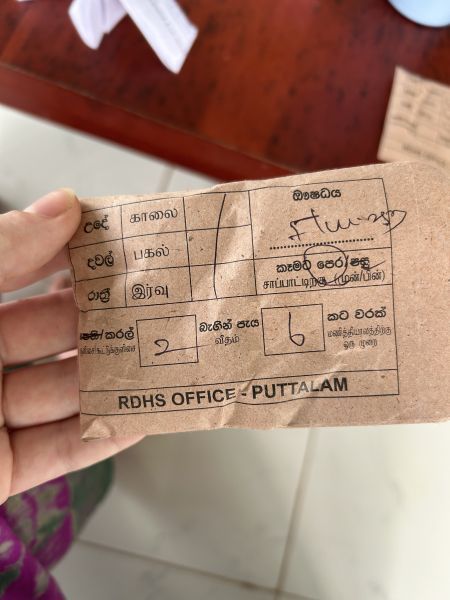 උදේ காலை ඖෂධය
දවල් பகல்
කෑමට පෙර/පසු
රාත්‍රී இரவு சாப்பாட்டிற்கு (முன்/பின்)
පෙති/කරල් 2 බැගින් පැය 6 කට වරක්
வீதம் மணித்தியாலத்திற்கு
ஒரு முறை
RDHS OFFICE - PUTTALAM